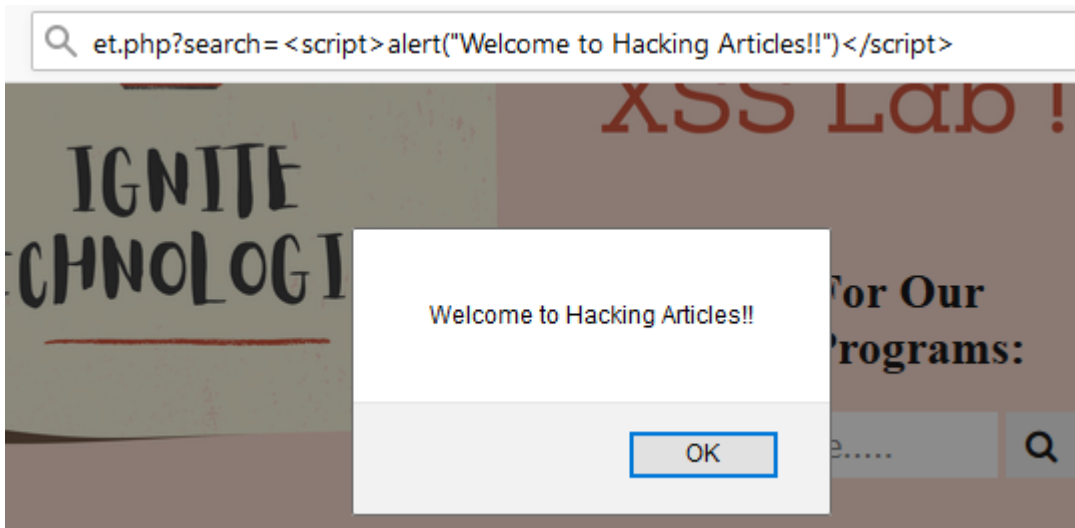 et.php?search=<script>alert("Welcome to Hacking Articles!!")</script>
XSS Lab !
IGNITE
Welcome to Hacking Articles!!
For Our
Programs:
OK